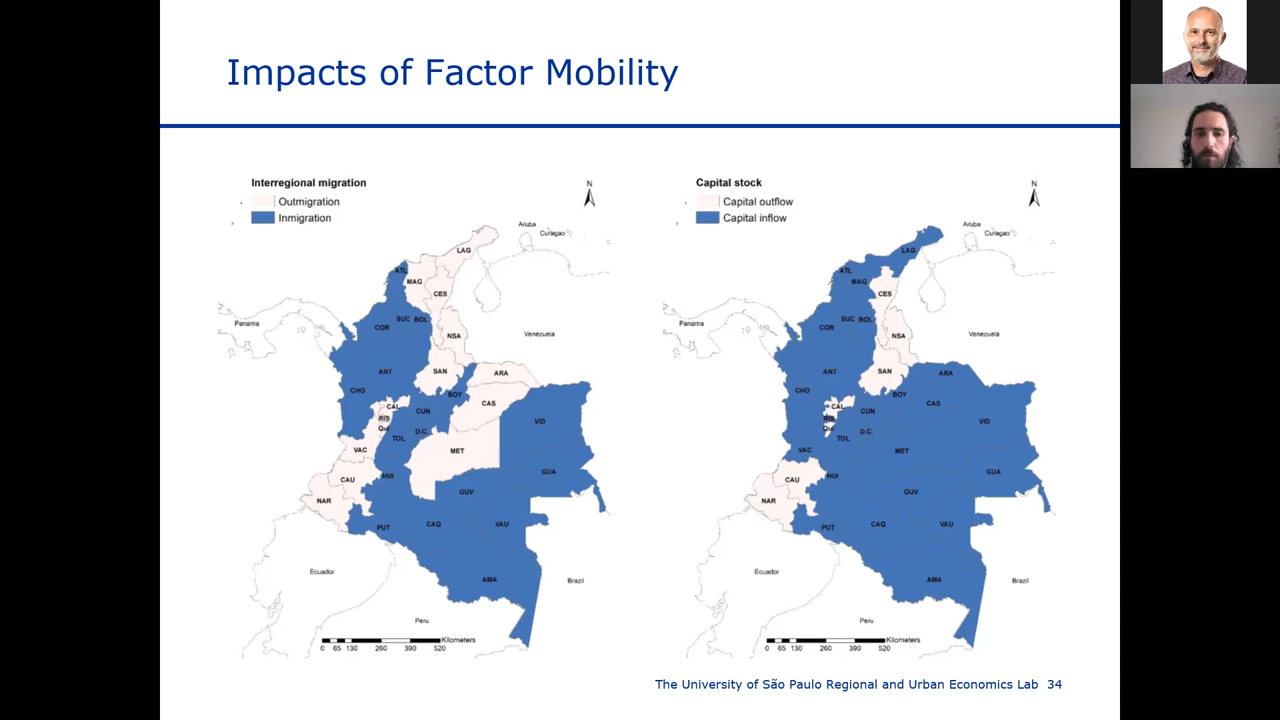 Impacts of Factor Mobility
Interregional migration
Outmigration
Inmigration
N
Aruba
Curaçao
LAG
ATL
MAG
CES
SUC
BOL
COR
Panama
NSA
Venezuela
ANT
SAN
ARA
CHO
BOY
CAS
CAL
CUN
RIS
VID
Qui
D.C.
TOL
VAC
MET
CAU
HUI
GUA
GUV
NAR
PUT
CAQ
VAU
Ecuador
AMA
Brazil
Peru
Kilometers
0 65 130 260 390 520
Capital stock
Capital outflow
Capital inflow
N
Aruba
Curaçao
LAG
ATL
MAG
CES
SUC
BOL
COR
Panama
NSA
Venezuela
ANT
SAN
ARA
CHO
BOY
CAS
CAL
CUN
RIS
VID
Qui
D.C.
TOL
VAC
MET
CAU
HUI
GUA
GUV
NAR
PUT
CAQ
VAU
Ecuador
AMA
Brazil
Peru
Kilometers
0 65 130 260 390 520
The University of São Paulo Regional and Urban Economics Lab 34